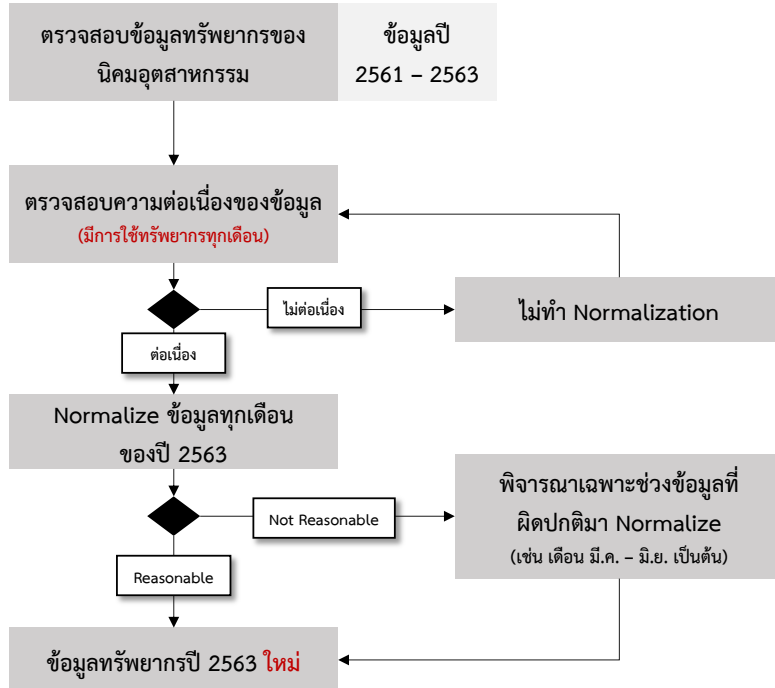 ตรวจสอบข้อมูลทรัพยากรของ
นิคมอุตสาหกรรม
ข้อมูลปี
2561 – 2563
ตรวจสอบความต่อเนื่องของข้อมูล
(มีการใช้ทรัพยากรทุกเดือน)
ไม่ต่อเนื่อง
ไม่ทำ Normalization
ต่อเนื่อง
Normalize ข้อมูลทุกเดือน
ของปี 2563
Not Reasonable
พิจารณาเฉพาะช่วงข้อมูลที่
ผิดปกติมา Normalize
(เช่น เดือน มี.ค. – มิ.ย. เป็นต้น)
Reasonable
ข้อมูลทรัพยากรปี 2563 ใหม่